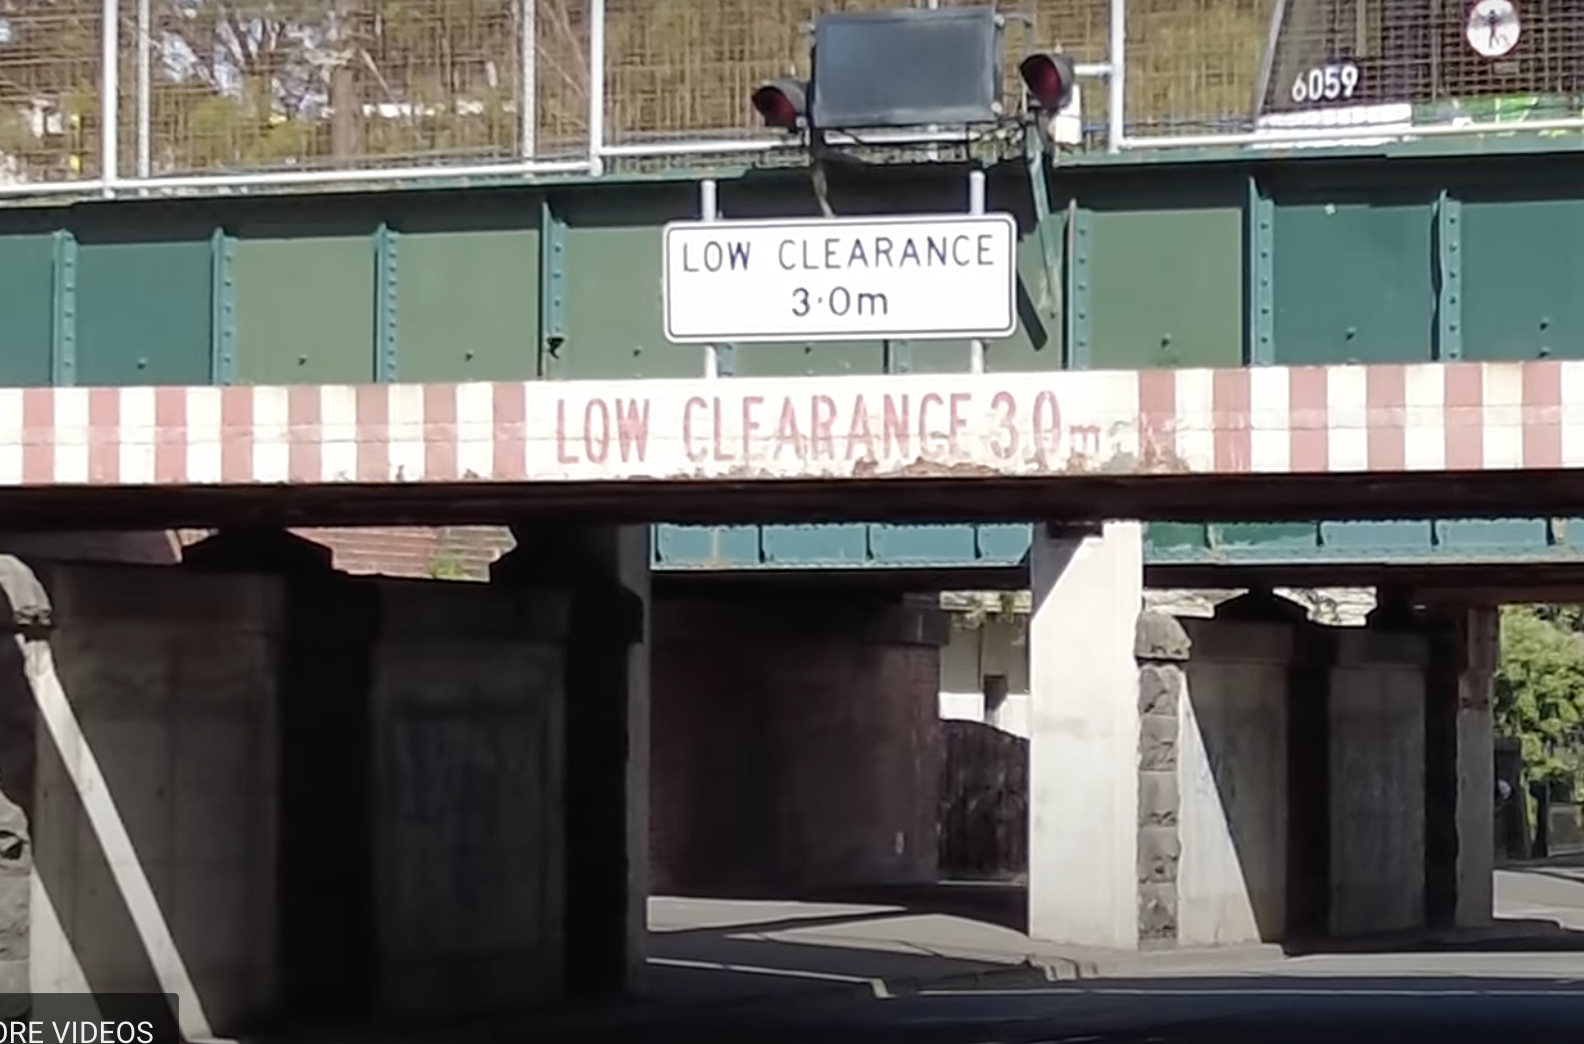 6059
LOW CLEARANCE
3·0m
LOW CLEARANCE 3.0m
ORE VIDEOS